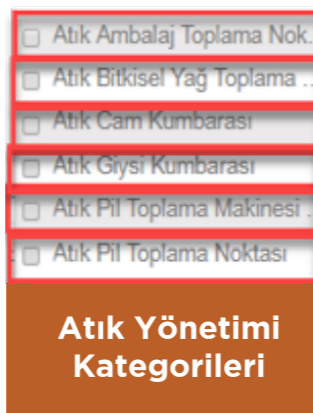 Atık Ambalaj Toplama Nok.
Atık Bitkisel Yağ Toplama ..
Atık Cam Kumbarası
Atık Giysi Kumbarası
Atık Pil Toplama Makinesi .
Atık Pil Toplama Noktası
Atık Yönetimi
Kategorileri